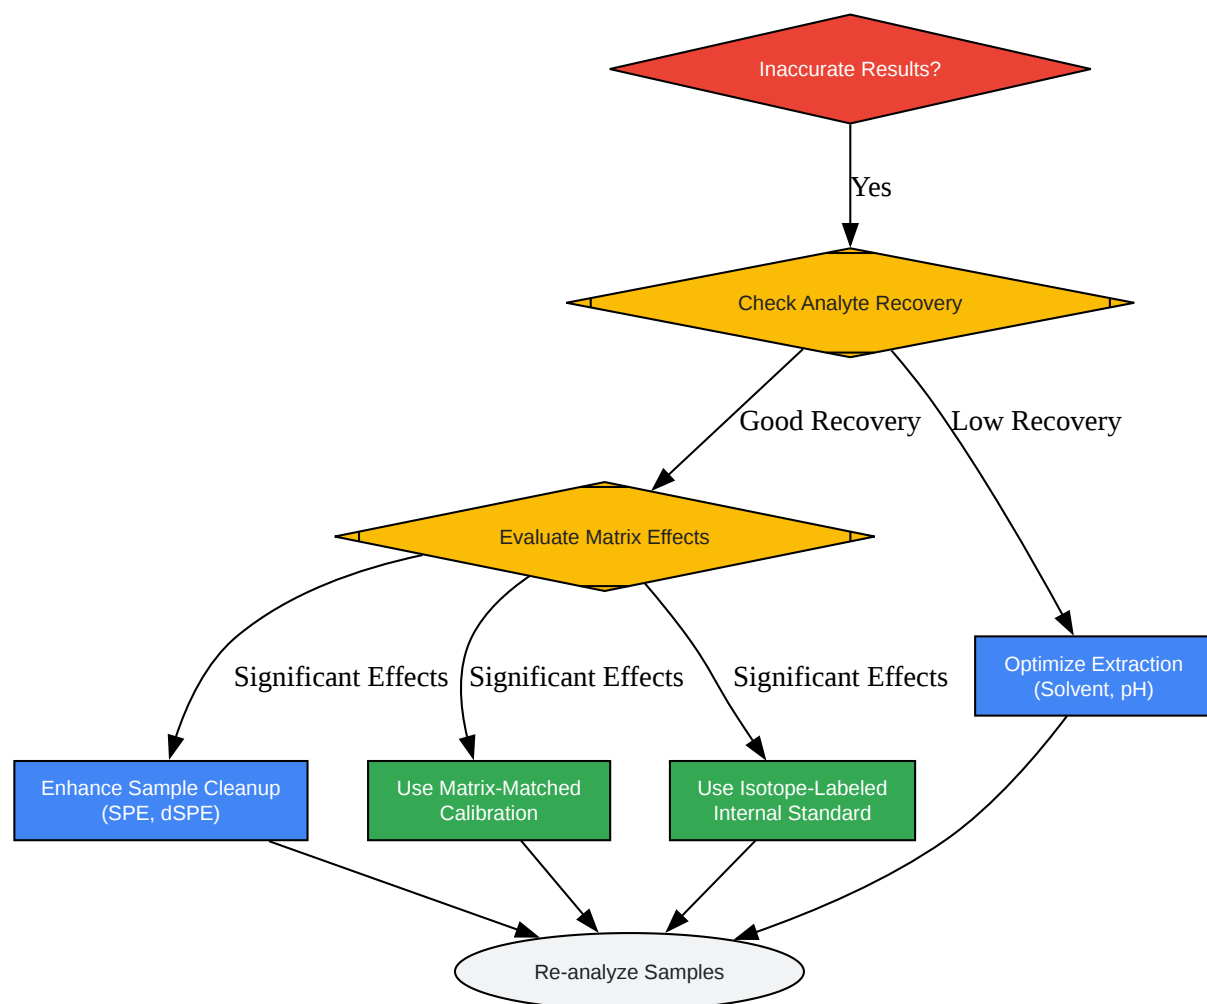 Inaccurate Results?
Yes
Check Analyte Recovery
Good Recovery
Low Recovery
Evaluate Matrix Effects
Significant Effects
Significant Effects
Significant Effects
Optimize Extraction
(Solvent, pH)
Enhance Sample Cleanup
(SPE, dSPE)
Use Matrix-Matched
Calibration
Use Isotope-Labeled
Internal Standard
Re-analyze Samples